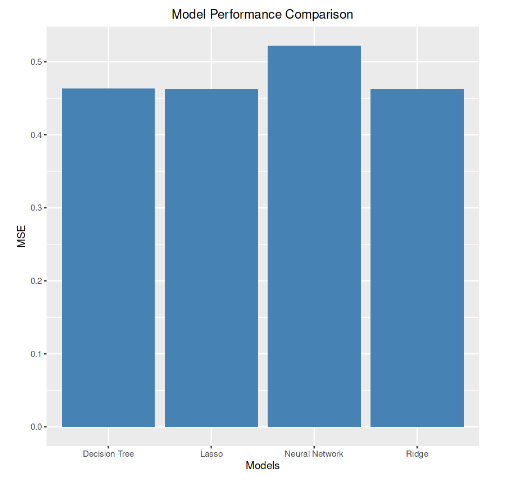 Model Performance Comparison
MSE
0.5
0.4
0.3
0.2
0.1
0.0
Decision Tree
Lasso
Neural Network
Ridge
Models